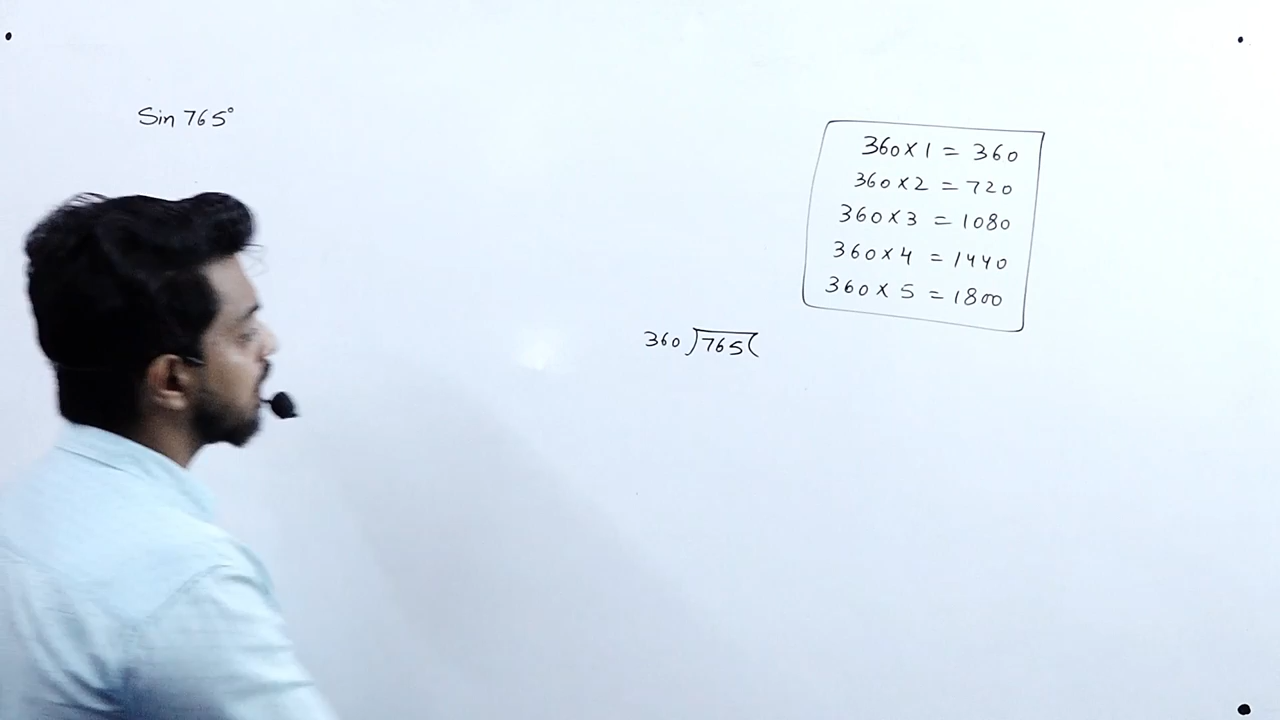 Sin 765°
360 x 1 = 360
360 x 2 = 720
360 x 3 = 1080
360 x 4 = 1440
360 x 5 = 1800
360 )765(